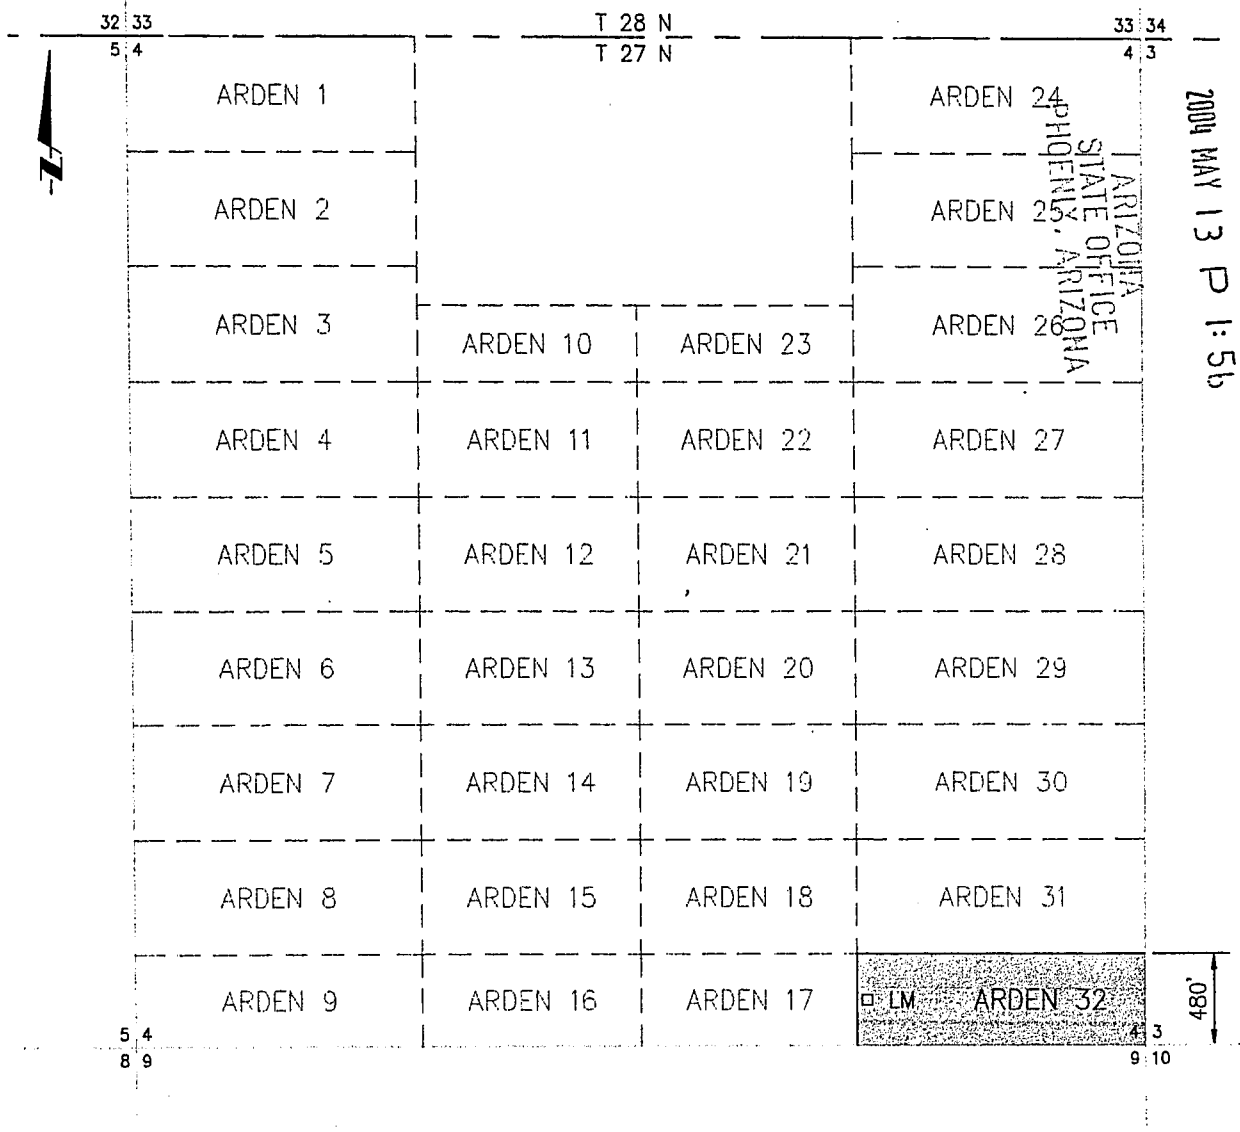 32 33 T 28 N 33 34
5 4 T 27 N 4 3
ARDEN 1 ARDEN 24
ARDEN 2 ARDEN 25
ARDEN 3 ARDEN 10 ARDEN 23 ARDEN 26
ARDEN 4 ARDEN 11 ARDEN 22 ARDEN 27
ARDEN 5 ARDEN 12 ARDEN 21 ARDEN 28
ARDEN 6 ARDEN 13 ARDEN 20 ARDEN 29
ARDEN 7 ARDEN 14 ARDEN 19 ARDEN 30
ARDEN 8 ARDEN 15 ARDEN 18 ARDEN 31
ARDEN 9 ARDEN 16 ARDEN 17 LM ARDEN 32
5 4 4 3
8 9 9 10
480'
Z
2004 MAY 13 P 1:56
ARIZONA
STATE OFFICE
PHOENIX, ARIZONA